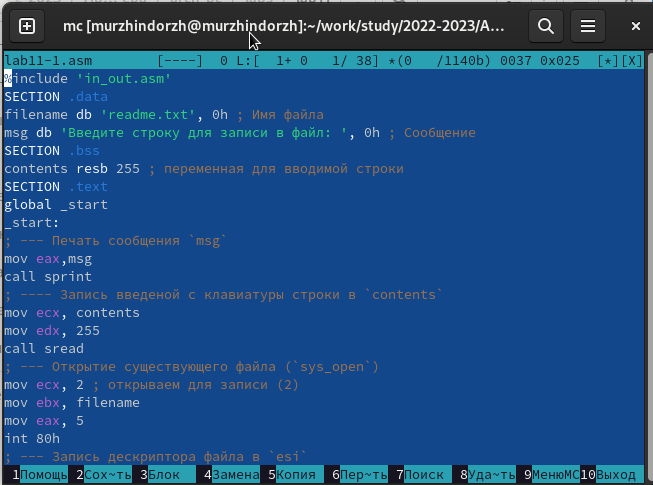 mc [murzhindorzh@murzhindorzh]:~/work/study/2022-2023/A...
lab11-1.asm [----] 0 L:[ 1+ 0 1/ 38] *(0 /1140b) 0037 0x025 [*][X]
%include 'in_out.asm'
SECTION .data
filename db 'readme.txt', 0h ; Имя файла
msg db 'Введите строку для записи в файл: ', 0h ; Сообщение
SECTION .bss
contents resb 255 ; переменная для вводимой строки
SECTION .text
global _start
_start:
; --- Печать сообщения `msg`
mov eax,msg
call sprint
; ---- Запись введеной с клавиатуры строки в `contents`
mov ecx, contents
mov edx, 255
call sread
; --- Открытие существующего файла (`sys_open`)
mov ecx, 2 ; открываем для записи (2)
mov ebx, filename
mov eax, 5
int 80h
; --- Запись дескриптора файла в `esi`
1Помощь 2Сох~ть 3Блок 4Замена 5Копия 6Пер~ть 7Поиск 8Уда~ть 9МенюMC 10Выход